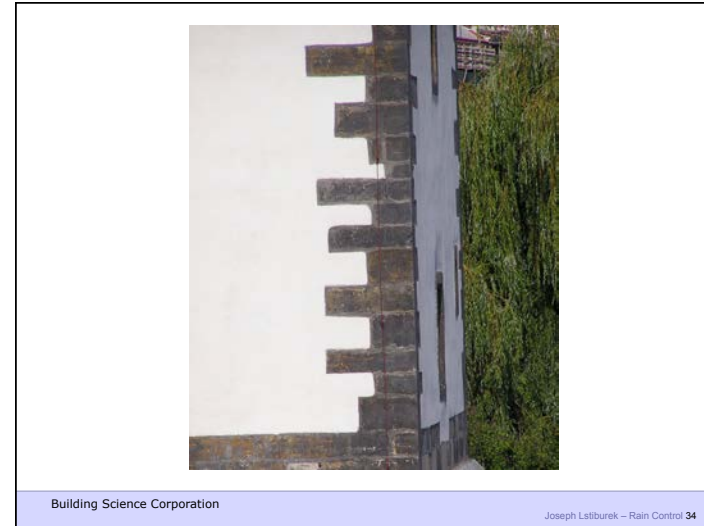 Building Science Corporation
Joseph Lstiburek – Rain Control 34